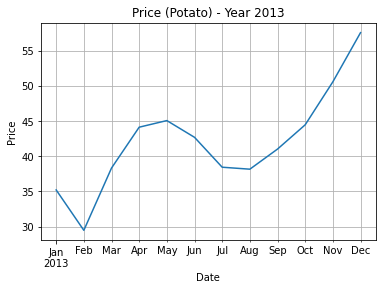 Price (Potato) - Year 2013
Price
55
50
45
40
35
30
Jan Feb Mar Apr May Jun Jul Aug Sep Oct Nov Dec
2013
Date